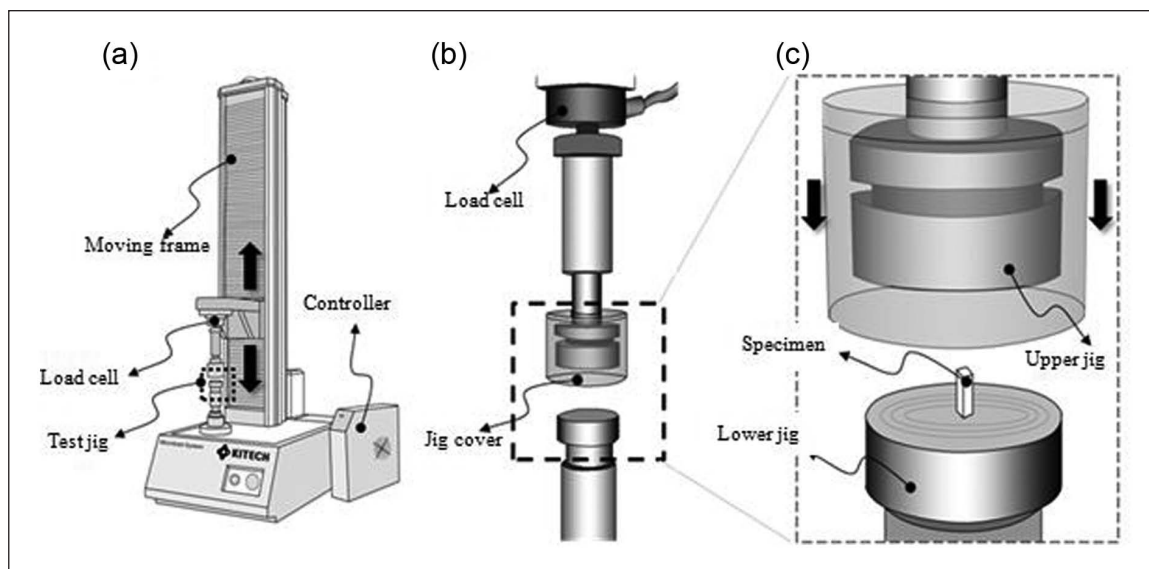 (a)
Moving frame
Controller
Load cell
Test jig
KITECH
(b)
Load cell
Jig cover
(c)
Specimen
Upper jig
Lower jig